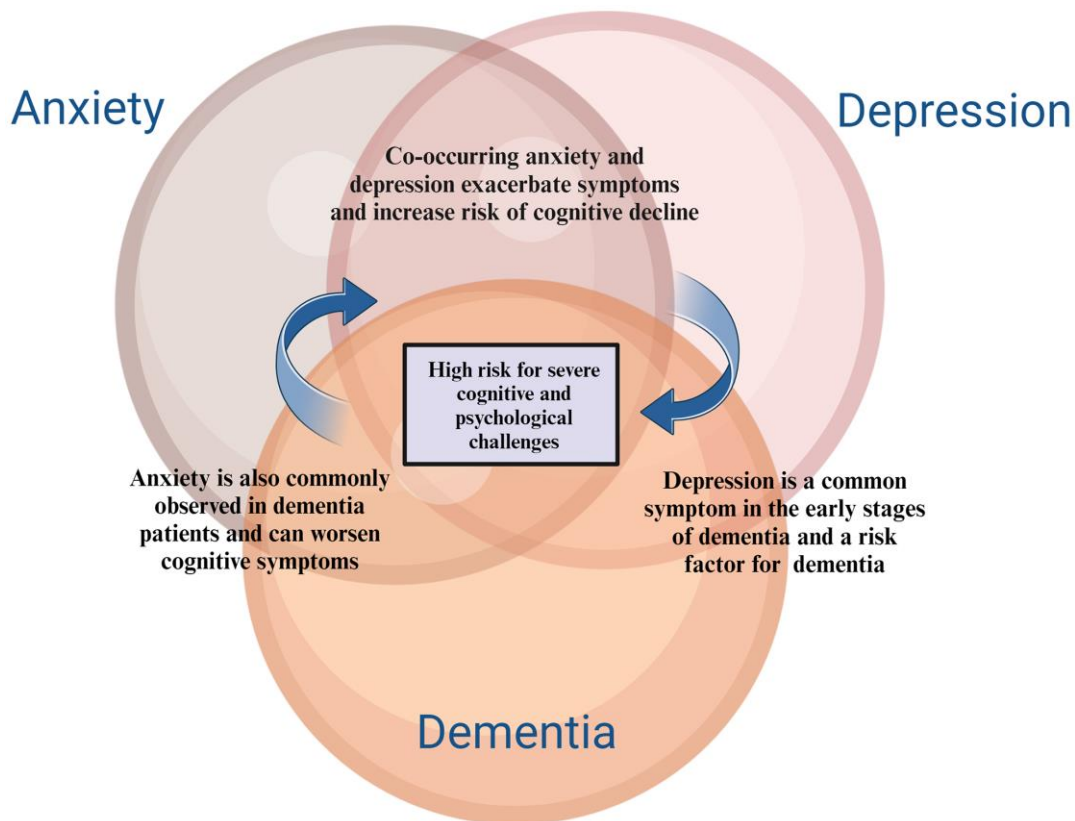 Anxiety
Depression
Co-occurring anxiety and
depression exacerbate symptoms
and increase risk of cognitive decline
High risk for severe
cognitive and
psychological
challenges
Anxiety is also commonly
observed in dementia
patients and can worsen
cognitive symptoms
Depression is a common
symptom in the early stages
of dementia and a risk
factor for dementia
Dementia